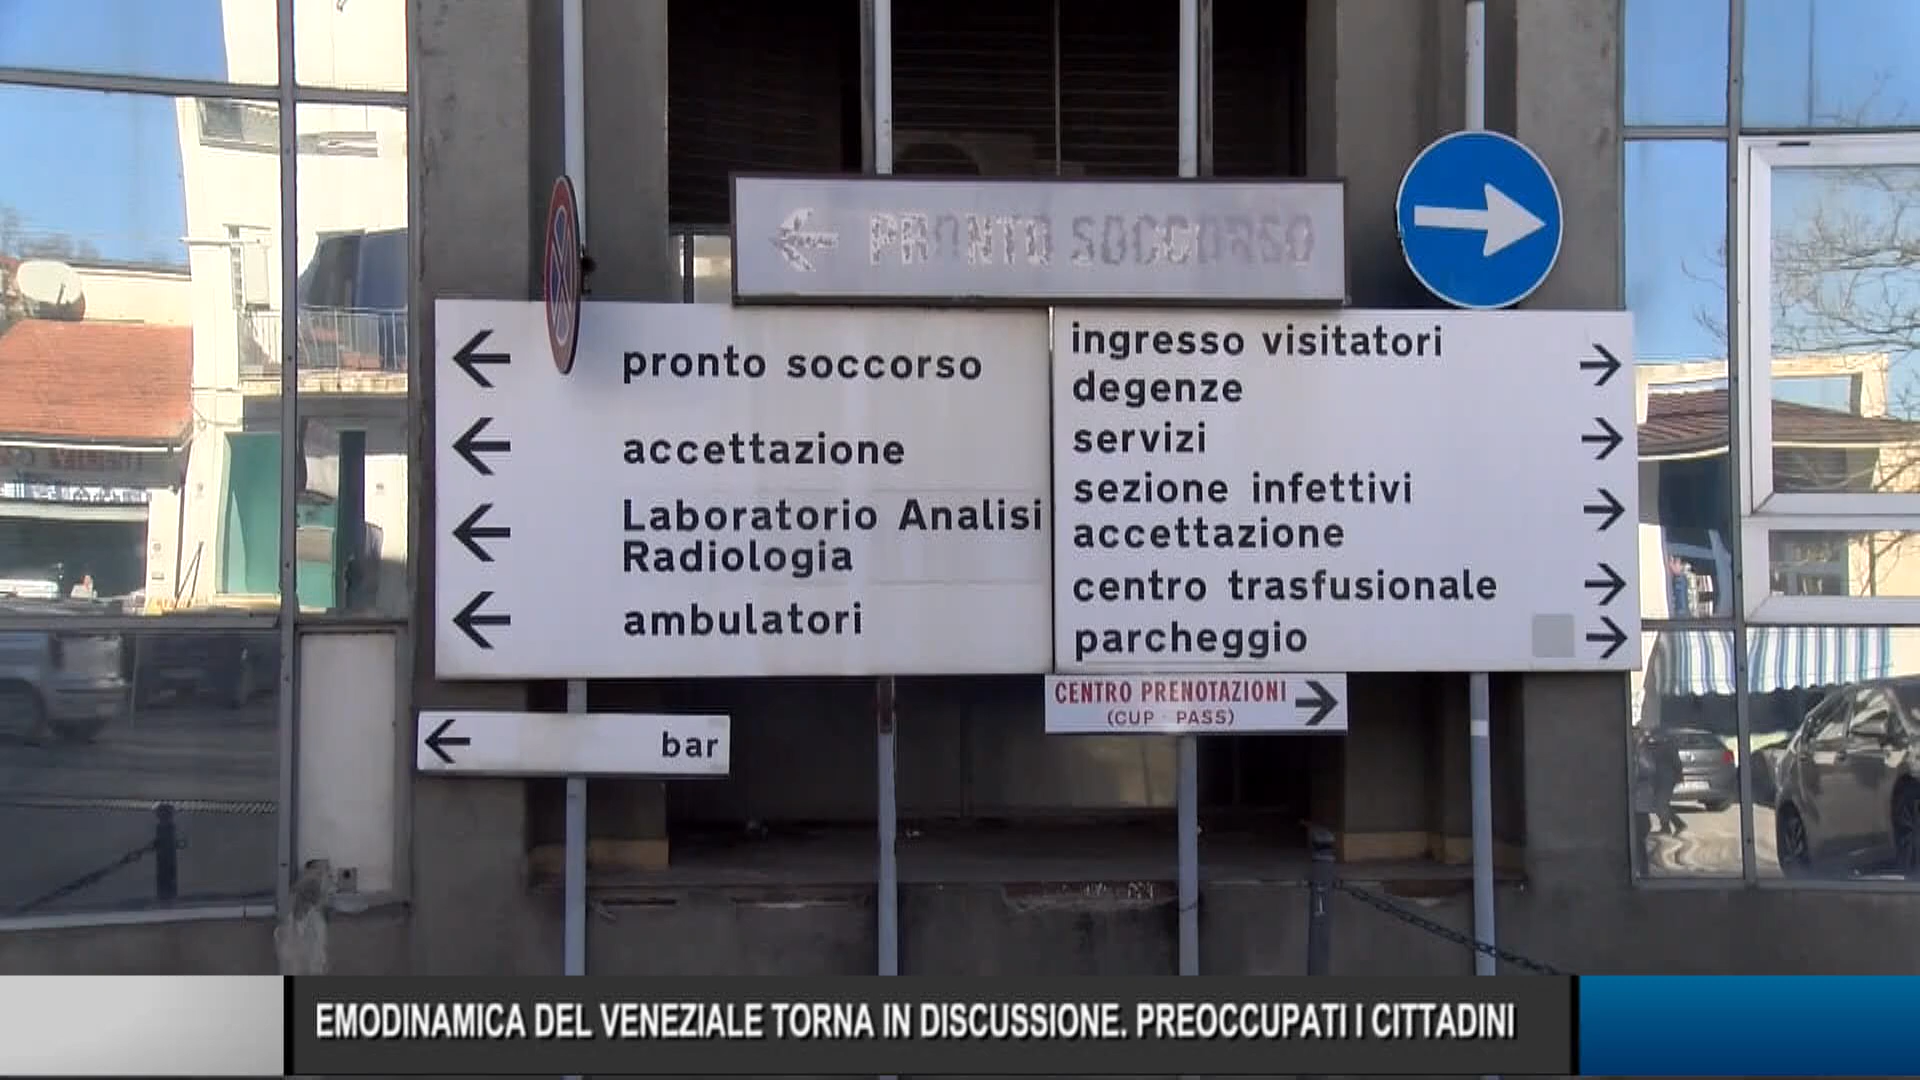 PRONTO SOCCORSO
pronto soccorso
accettazione
Laboratorio Analisi
Radiologia
ambulatori
ingresso visitatori
degenze
servizi
sezione infettivi
accettazione
centro trasfusionale
parcheggio
CENTRO PRENOTAZIONI
(CUP - PASS)
bar
EMODINAMICA DEL VENEZIALE TORNA IN DISCUSSIONE. PREOCCUPATI I CITTADINI